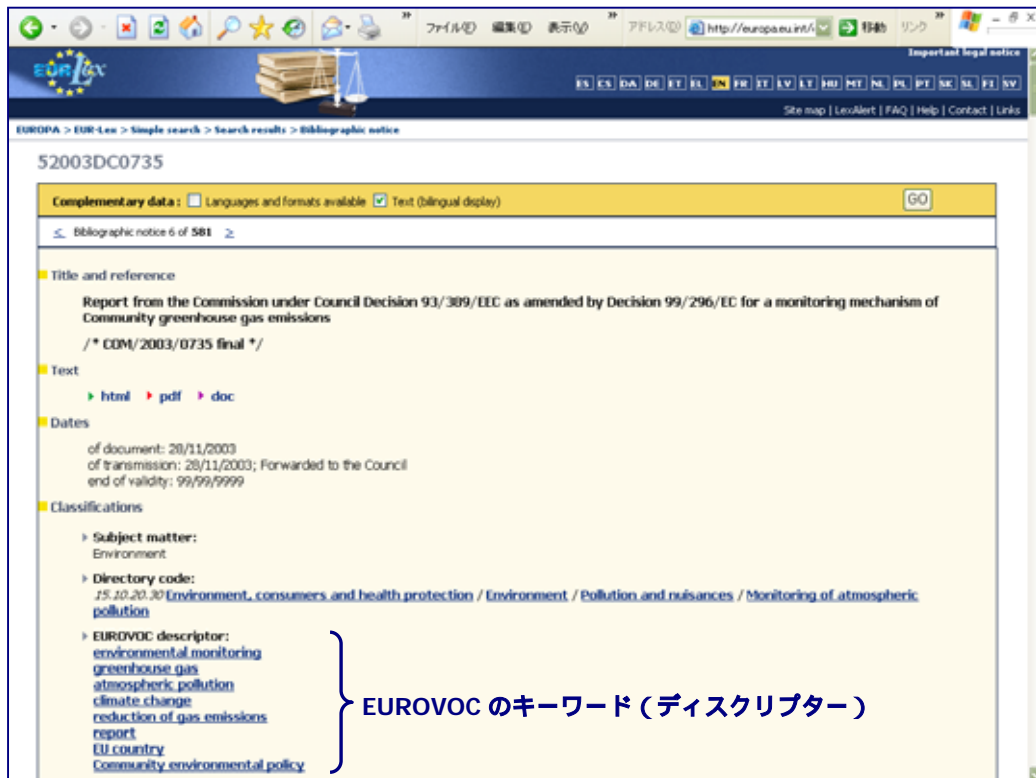 ファイル(F) 編集(E) 表示(V) アドレス(D) http://europa.eu.int/ 移動 リンク
EUR lex
Important legal notice
ES CS DA DE ET EL EN FR IT LV LT HU MT NL PL PT SK SL FI SV
Site map | LexAlert | FAQ | Help | Contact | Links
EUROPA > EUR-Lex > Simple search > Search results > Bibliographic notice
52003DC0735
Complementary data : Languages and formats available Text (bilingual display) GO
< Bibliographic notice 6 of 581 >
Title and reference
Report from the Commission under Council Decision 93/389/EEC as amended by Decision 99/296/EC for a monitoring mechanism of
Community greenhouse gas emissions
/* COM/2003/0735 final */
Text
html pdf doc
Dates
of document: 28/11/2003
of transmission: 28/11/2003; Forwarded to the Council
end of validity: 99/99/9999
Classifications
Subject matter:
Environment
Directory code:
15.10.20.30 Environment, consumers and health protection / Environment / Pollution and nuisances / Monitoring of atmospheric
pollution
EUROVOC descriptor:
environmental monitoring
greenhouse gas
atmospheric pollution
climate change
reduction of gas emissions
report
EU country
Community environmental policy
EUROVOC のキーワード(ディスクリプター)